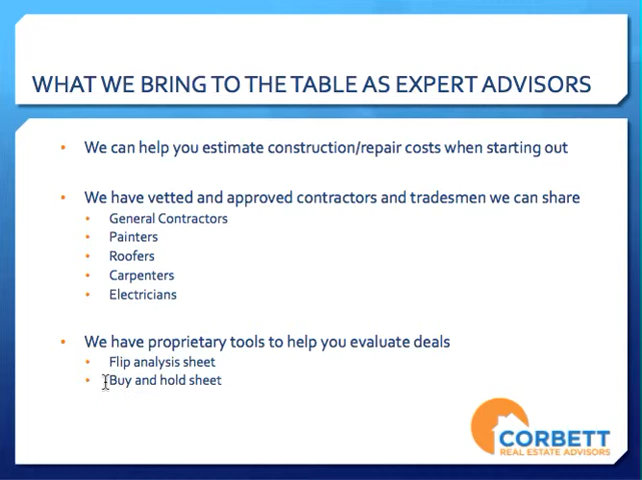 WHAT WE BRING TO THE TABLE AS EXPERT ADVISORS
We can help you estimate construction/repair costs when starting out
We have vetted and approved contractors and tradesmen we can share
General Contractors
Painters
Roofers
Carpenters
Electricians
We have proprietary tools to help you evaluate deals
Flip analysis sheet
Buy and hold sheet
CORBETT
REAL ESTATE ADVISORS